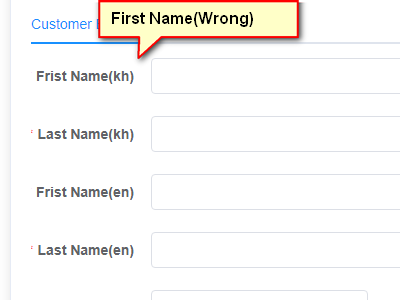 First Name(Wrong)
Customer
Frist Name(kh)
* Last Name(kh)
Frist Name(en)
* Last Name(en)